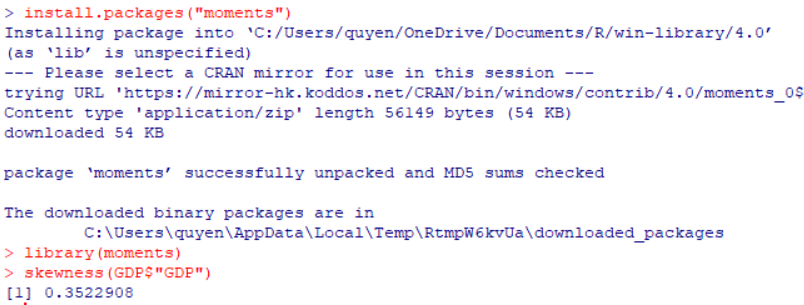 > install.packages("moments")
Installing package into ‘C:/Users/quyen/OneDrive/Documents/R/win-library/4.0’
(as ‘lib’ is unspecified)
--- Please select a CRAN mirror for use in this session ---
trying URL 'https://mirror-hk.koddos.net/CRAN/bin/windows/contrib/4.0/moments_0$
Content type 'application/zip' length 56149 bytes (54 KB)
downloaded 54 KB
package ‘moments’ successfully unpacked and MD5 sums checked
The downloaded binary packages are in
C:\Users\quyen\AppData\Local\Temp\RtmpW6kvUa\downloaded_packages
> library(moments)
> skewness(GDP$"GDP")
[1] 0.3522908